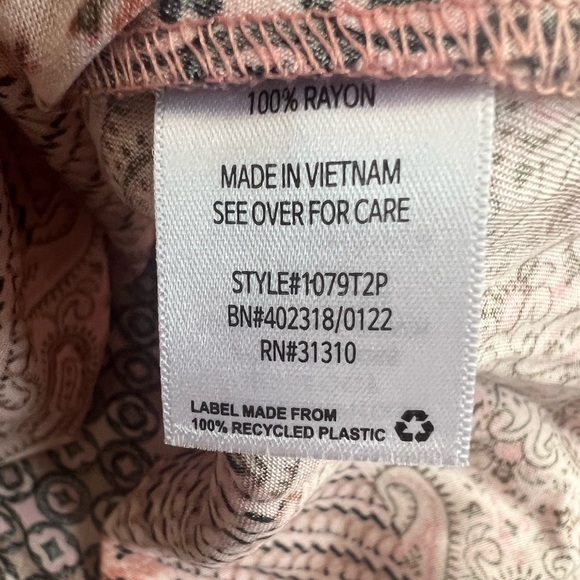 100% RAYON
MADE IN VIETNAM
SEE OVER FOR CARE
STYLE#1079T2P
BN#402318/0122
RN#31310
LABEL MADE FROM
100% RECYCLED PLASTIC